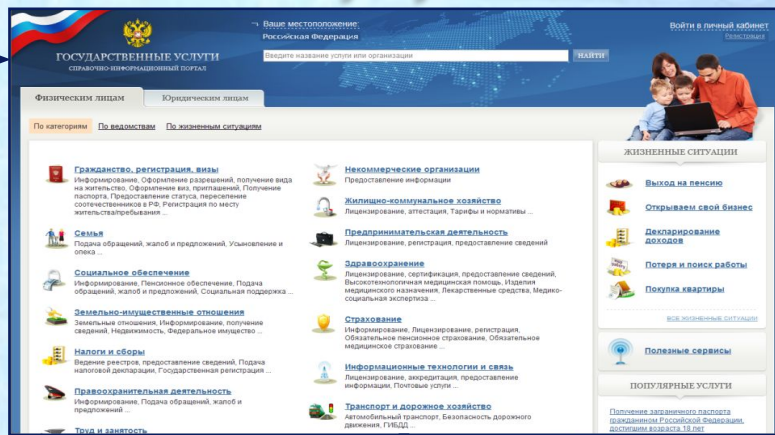 Ваше местоположение:
Российская Федерация
Войти в личный кабинет
Регистрация
ГОСУДАРСТВЕННЫЕ УСЛУГИ
СПРАВОЧНО-ИНФОРМАЦИОННЫЙ ПОРТАЛ
Введите название услуги или организации
НАЙТИ
Физическим лицам
Юридическим лицам
По категориям По ведомствам По жизненным ситуациям
Гражданство, регистрация, визы
Информирование, Оформление разрешений, получение вида
на жительство, Оформление виз, приглашений, Получение
паспорта, Предоставление статуса, переселение
соотечественников в РФ, Регистрация по месту
жительства/пребывания ...
Семья
Подача обращений, жалоб и предложений, Усыновление и
опека ...
Социальное обеспечение
Информирование, Пенсионное обеспечение, Подача
обращений, жалоб и предложений, Социальная поддержка ...
Земельно-имущественные отношения
Земельные отношения, Информирование, получение
сведений, Недвижимость, Федеральное имущество ...
Налоги и сборы
Ведение реестров, предоставление сведений, Подача
налоговой декларации, Государственная регистрация ...
Правоохранительная деятельность
Информирование, Подача обращений, жалоб и
предложений ...
Труд и занятость
Некоммерческие организации
Предоставление информации
Жилищно-коммунальное хозяйство
Лицензирование, аттестация, Тарифы и нормативы ...
Предпринимательская деятельность
Лицензирование, регистрация, предоставление сведений
Здравоохранение
Лицензирование, сертификация, предоставление сведений,
Высокотехнологичная медицинская помощь, Изделия
медицинского назначения, Лекарственные средства, Медико-
социальная экспертиза ...
Страхование
Информирование, Лицензирование, регистрация,
Обязательное пенсионное страхование, Обязательное
медицинское страхование ...
Информационные технологии и связь
Лицензирование, аккредитация, предоставление
информации, Почтовые услуги ...
Транспорт и дорожное хозяйство
Автомобильный транспорт, Безопасность дорожного
движения, ГИБДД ...
ЖИЗНЕННЫЕ СИТУАЦИИ
Выход на пенсию
Открываем свой бизнес
Декларирование
доходов
Потеря и поиск работы
Покупка квартиры
ВСЕ ЖИЗНЕННЫЕ СИТУАЦИИ
Полезные сервисы
ПОПУЛЯРНЫЕ УСЛУГИ
Получение заграничного паспорта
гражданином Российской Федерации,
достигшим возраста 18 лет